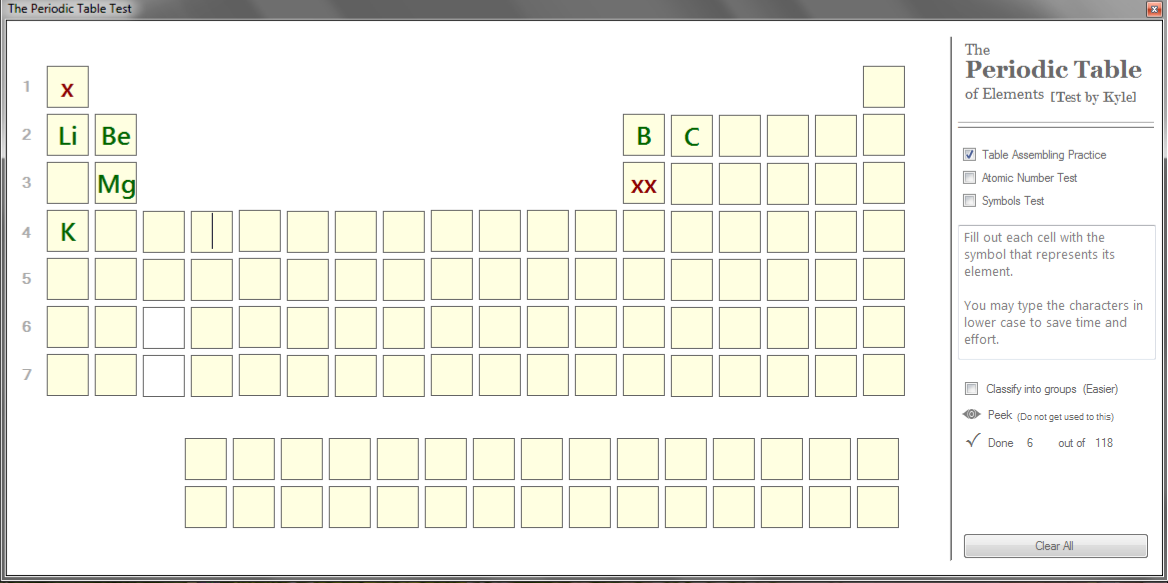 The Periodic Table Test
x
1
x
2
Li Be B C
3
Mg xx
4
K
5
6
7
The
Periodic Table
of Elements [Test by Kyle]
Table Assembling Practice
Atomic Number Test
Symbols Test
Fill out each cell with the
symbol that represents its
element.
You may type the characters in
lower case to save time and
effort.
Classify into groups (Easier)
Peek (Do not get used to this)
Done 6 out of 118
Clear All